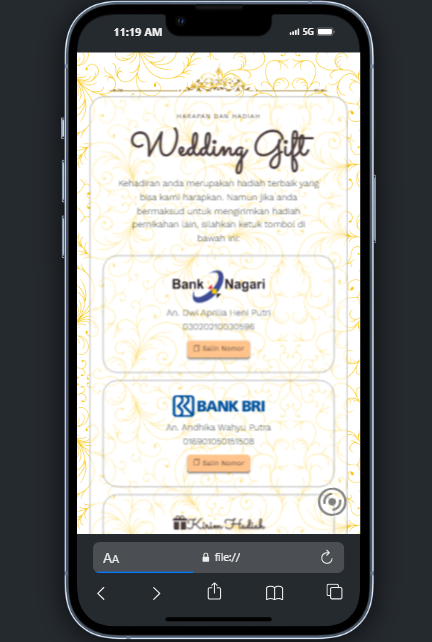 11:19 AM
5G
HARAPAN DAN HADIAH
Wedding Gift
Kehadiran anda merupakan hadiah terbaik yang
bisa kami harapkan. Namun jika anda
bermaksud untuk mengirimkan hadiah
pernikahan lain, silahkan ketuk tombol di
bawah ini:
Bank Nagari
An. Dwi Aprilia Heni Putri
03020210030596
Salin Nomor
BANK BRI
An. Andhika Wahyu Putra
016901050151508
Salin Nomor
Kirim Hadiah
AA
file://